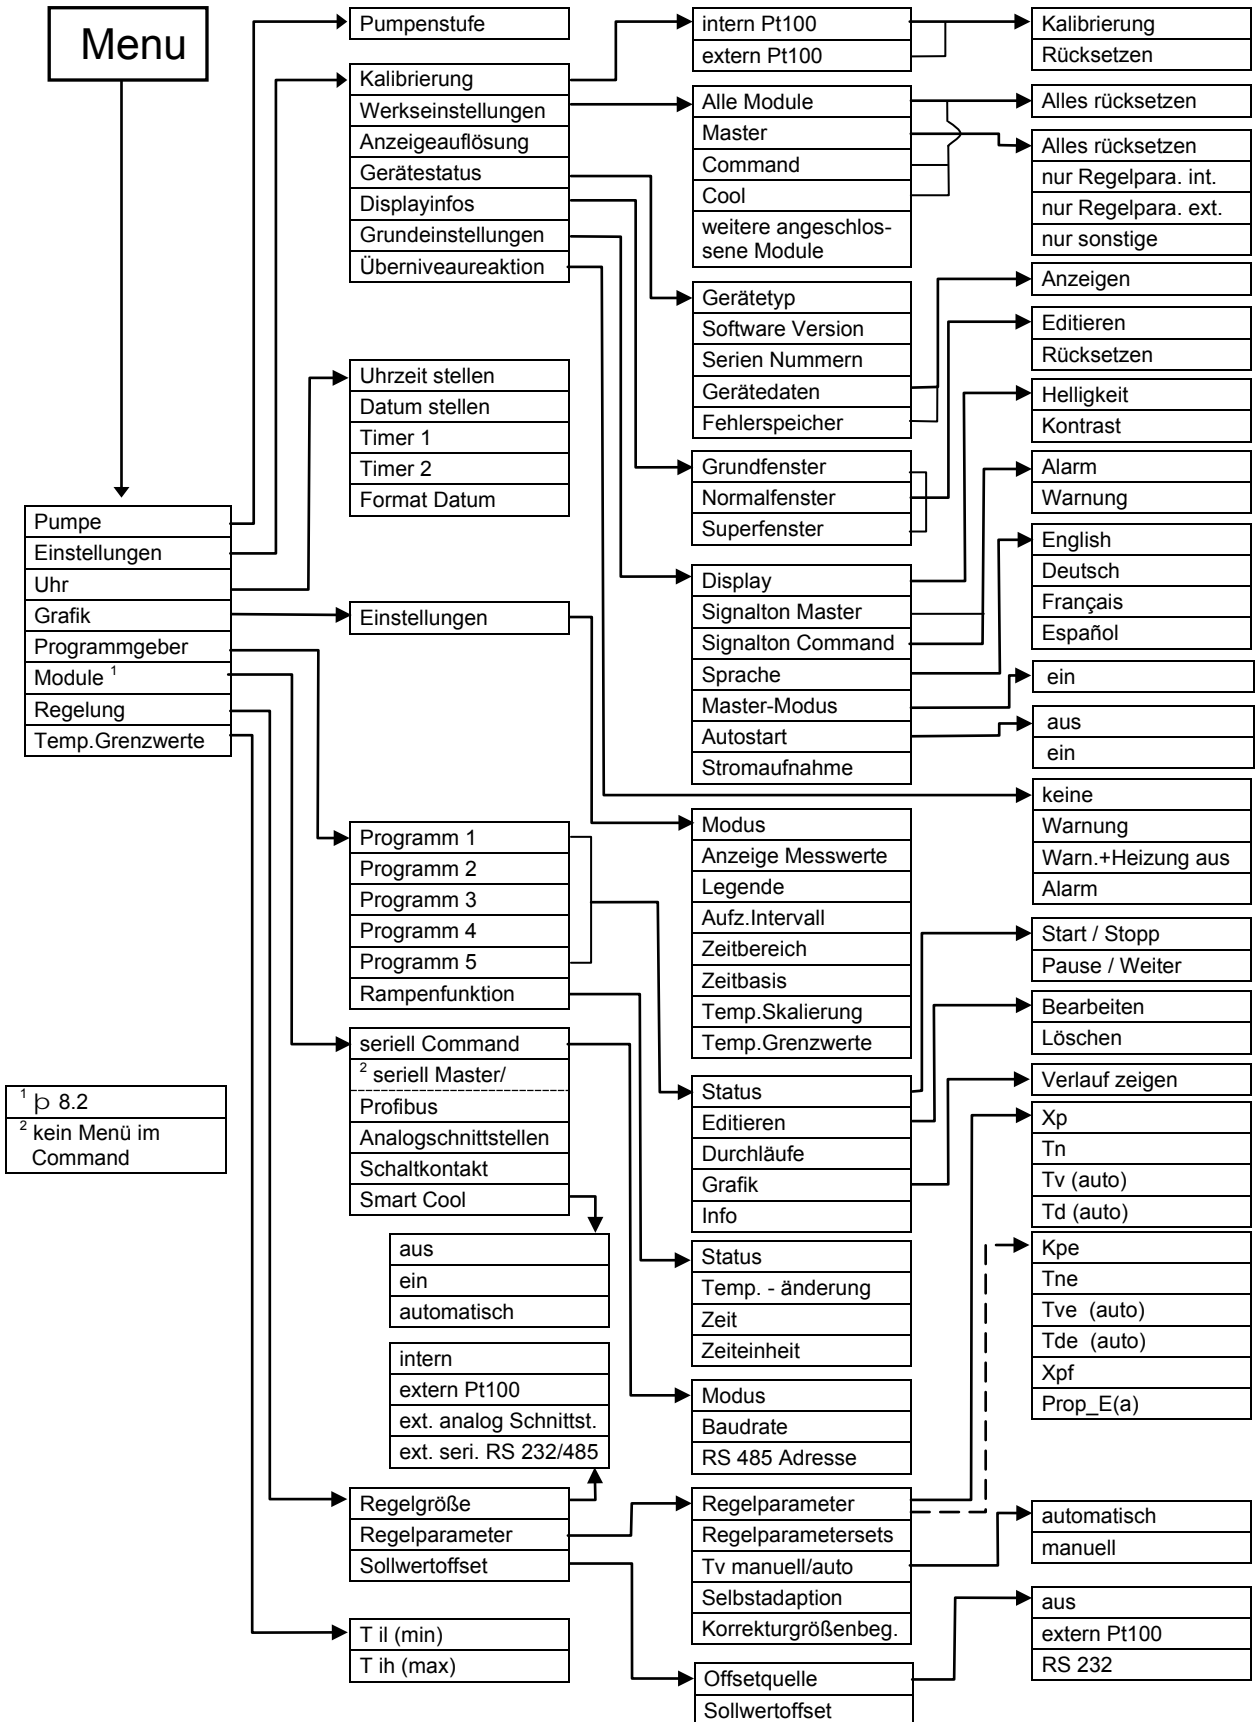 Menu
Pumpe
Einstellungen
Uhr
Grafik
Programmgeber
Module 1
Regelung
Temp.Grenzwerte
1 þ 8.2
2 kein Menü im
Command
Pumpenstufe
Kalibrierung
Werkseinstellungen
Anzeigeauflösung
Gerätestatus
Displayinfos
Grundeinstellungen
Überniveaureaktion
Uhrzeit stellen
Datum stellen
Timer 1
Timer 2
Format Datum
Einstellungen
Programm 1
Programm 2
Programm 3
Programm 4
Programm 5
Rampenfunktion
seriell Command
2 seriell Master/
Profibus
Analogschnittstellen
Schaltkontakt
Smart Cool
aus
ein
automatisch
intern
extern Pt100
ext. analog Schnittst.
ext. seri. RS 232/485
Regelgröße
Regelparameter
Sollwertoffset
T il (min)
T ih (max)
intern Pt100
extern Pt100
Alle Module
Master
Command
Cool
weitere angeschlos-
sene Module
Gerätetyp
Software Version
Serien Nummern
Gerätedaten
Fehlerspeicher
Grundfenster
Normalfenster
Superfenster
Display
Signalton Master
Signalton Command
Sprache
Master-Modus
Autostart
Stromaufnahme
Modus
Anzeige Messwerte
Legende
Aufz.Intervall
Zeitbereich
Zeitbasis
Temp.Skalierung
Temp.Grenzwerte
Status
Editieren
Durchläufe
Grafik
Info
Status
Temp. - änderung
Zeit
Zeiteinheit
Modus
Baudrate
RS 485 Adresse
Regelparameter
Regelparametersets
Tv manuell/auto
Selbstadaption
Korrekturgrößenbeg.
Offsetquelle
Sollwertoffset
Kalibrierung
Rücksetzen
Alles rücksetzen
Alles rücksetzen
nur Regelpara. int.
nur Regelpara. ext.
nur sonstige
Anzeigen
Editieren
Rücksetzen
Helligkeit
Kontrast
Alarm
Warnung
English
Deutsch
Français
Español
ein
aus
ein
keine
Warnung
Warn.+Heizung aus
Alarm
Start / Stopp
Pause / Weiter
Bearbeiten
Löschen
Verlauf zeigen
Xp
Tn
Tv (auto)
Td (auto)
Kpe
Tne
Tve (auto)
Tde (auto)
Xpf
Prop_E(a)
automatisch
manuell
aus
extern Pt100
RS 232